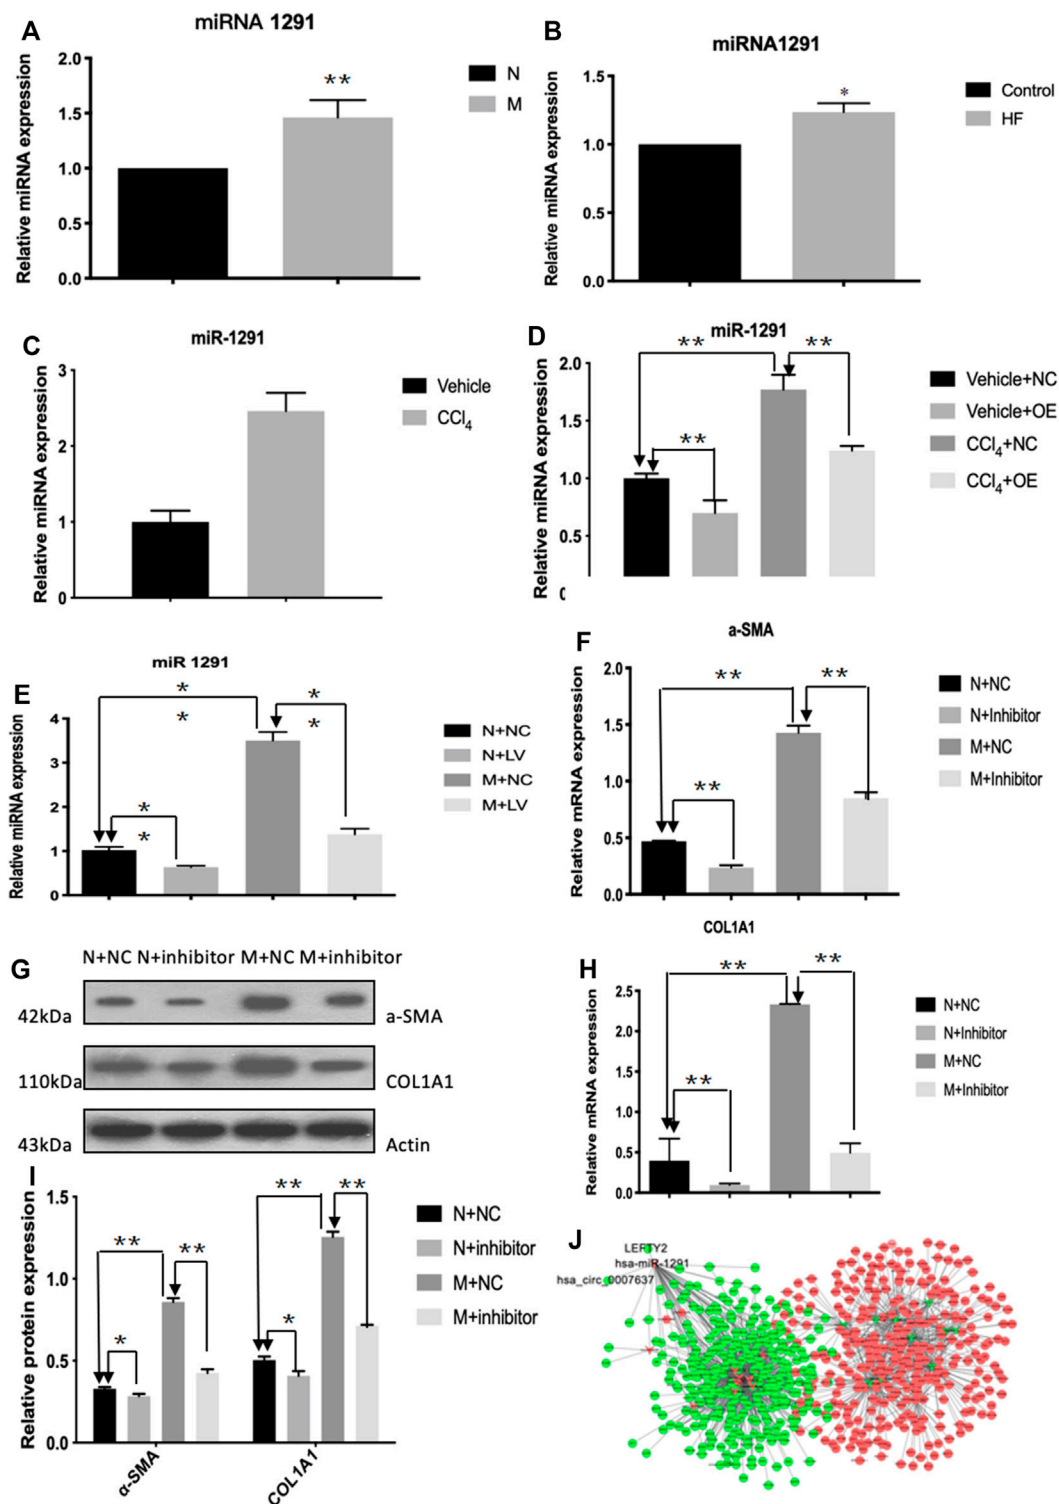 A
miRNA 1291
Relative miRNA expression
2.0
1.5
1.0
0.5
0.0
**
N
M
B
miRNA1291
Relative miRNA expression
1.5
1.0
0.5
0.0
*
Control
HF
C
miR-1291
Relative miRNA expression
3
2
1
0
Vehicle
CCl4
D
miR-1291
Relative miRNA expression
2.0
1.5
1.0
0.5
**
**
**
Vehicle+NC
Vehicle+OE
CCl4+NC
CCl4+OE
E
miR 1291
Relative miRNA expression
4
3
2
1
0
*
*
*
*
*
*
N+NC
N+LV
M+NC
M+LV
F
a-SMA
Relative mRNA expression
2.0
1.5
1.0
0.5
0.0
**
**
**
N+NC
N+Inhibitor
M+NC
M+Inhibitor
G
N+NC N+inhibitor M+NC M+inhibitor
42kDa
a-SMA
110kDa
COL1A1
43kDa
Actin
H
COL1A1
Relative mRNA expression
2.5
2.0
1.5
1.0
0.5
0.0
**
**
**
N+NC
N+Inhibitor
M+NC
M+Inhibitor
I
Relative protein expression
1.5
1.0
0.5
0.0
**
**
*
**
**
*
α-SMA
COL1A1
N+NC
N+inhibitor
M+NC
M+inhibitor
J
LEFTY2
hsa-miR-1291
hsa_circ_0007637